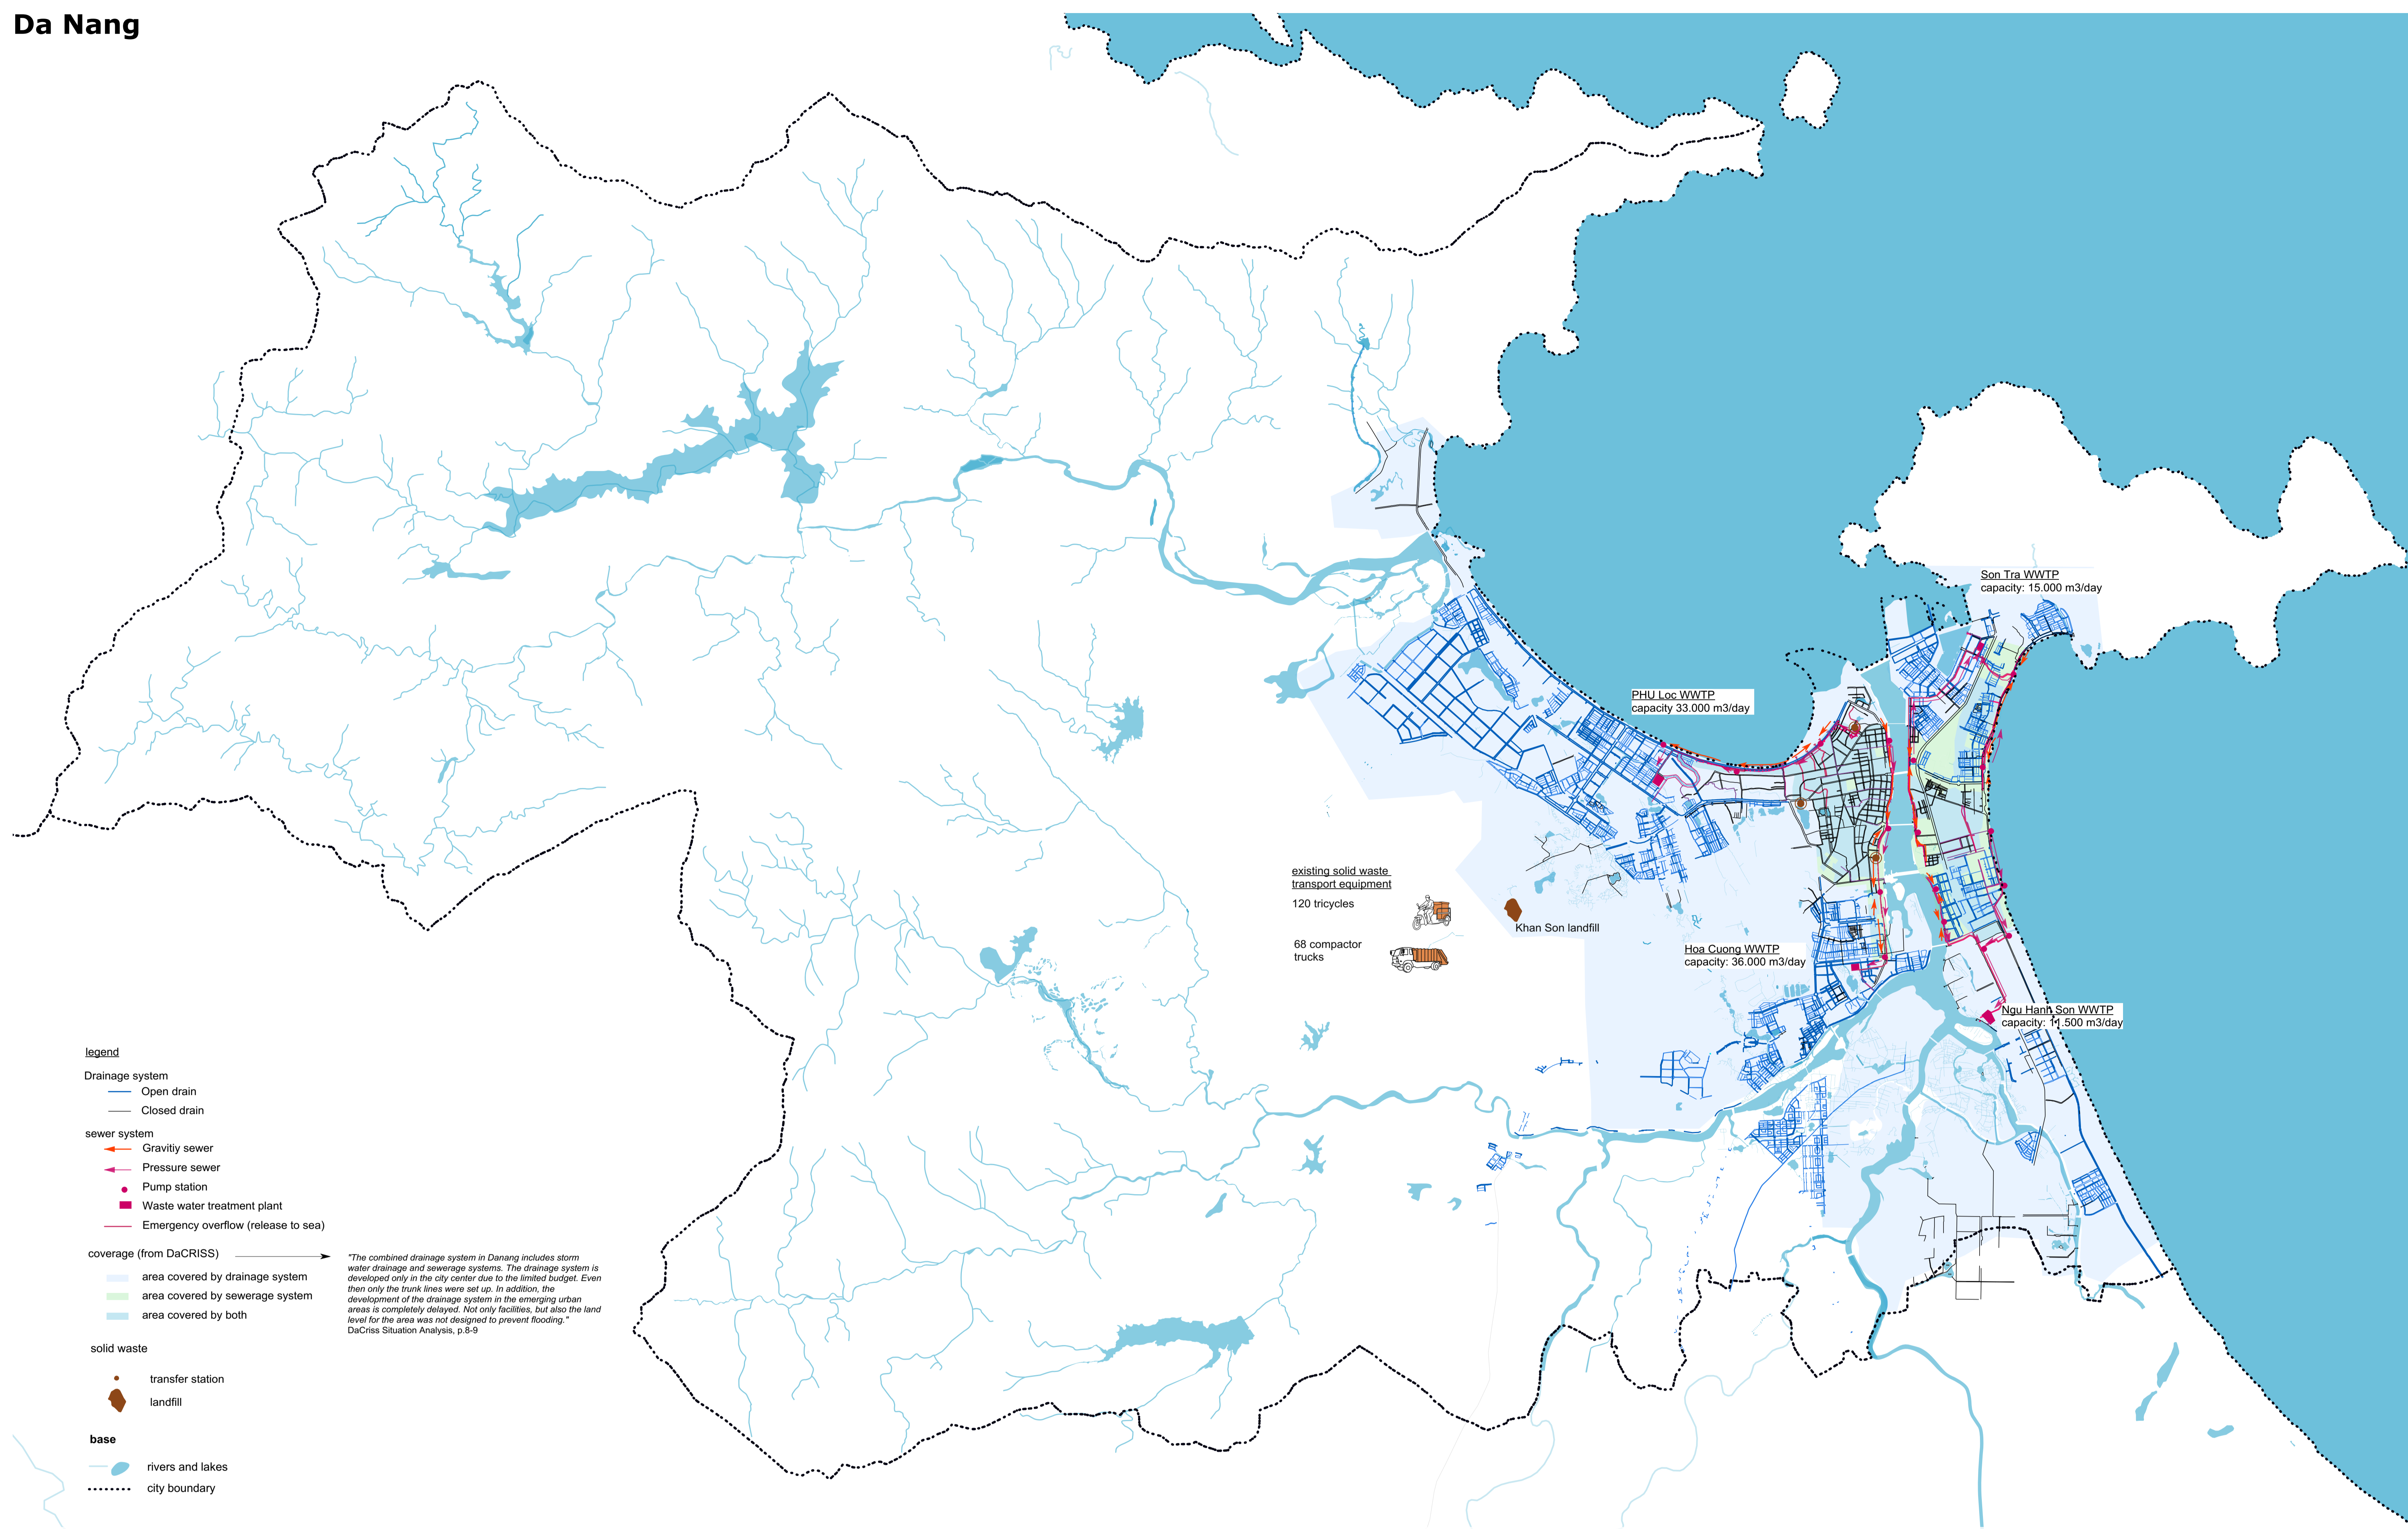 Da Nang
Son Tra WWTP
capacity: 15.000 m3/day
PHU Loc WWTP
capacity 33.000 m3/day
existing solid waste
transport equipment
120 tricycles
68 compactor
trucks
Khan Son landfill
Hoa Cuong WWTP
capacity: 36.000 m3/day
Ngu Hanh Son WWTP
capacity: 11.500 m3/day
legend
Drainage system
Open drain
Closed drain
sewer system
Gravitiy sewer
Pressure sewer
Pump station
Waste water treatment plant
Emergency overflow (release to sea)
coverage (from DaCRISS)
area covered by drainage system
area covered by sewerage system
area covered by both
"The combined drainage system in Danang includes storm
water drainage and sewerage systems. The drainage system is
developed only in the city center due to the limited budget. Even
then only the trunk lines were set up. In addition, the
development of the drainage system in the emerging urban
areas is completely delayed. Not only facilities, but also the land
level for the area was not designed to prevent flooding."
DaCriss Situation Analysis, p.8-9
solid waste
transfer station
landfill
base
rivers and lakes
city boundary